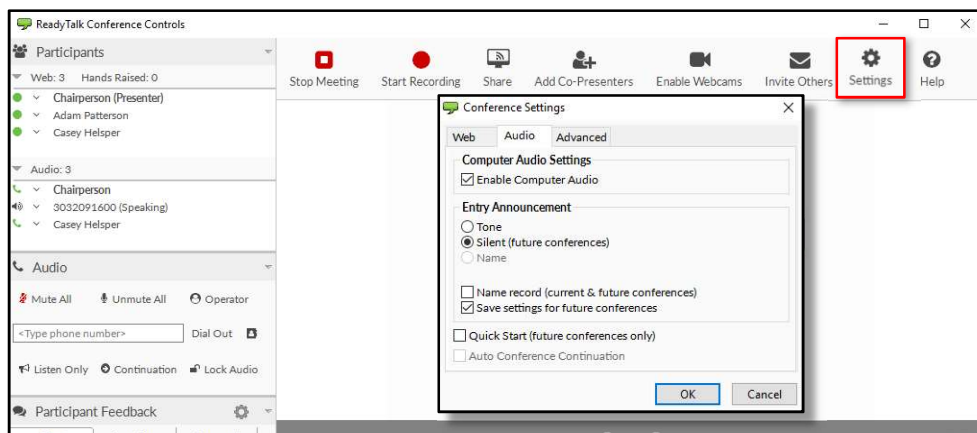 ReadyTalk Conference Controls
Participants
Web: 3 Hands Raised: 0
Chairperson (Presenter)
Adam Patterson
Casey Helsper
Audio: 3
Chairperson
3032091600 (Speaking)
Casey Helsper
Audio
Mute All Unmute All Operator
<Type phone number> Dial Out
Listen Only Continuation Lock Audio
Participant Feedback
Stop Meeting Start Recording Share Add Co-Presenters Enable Webcams Invite Others Settings Help
Conference Settings
Web Audio Advanced
Computer Audio Settings
Enable Computer Audio
Entry Announcement
Tone
Silent (future conferences)
Name
Name record (current & future conferences)
Save settings for future conferences
Quick Start (future conferences only)
Auto Conference Continuation
OK Cancel